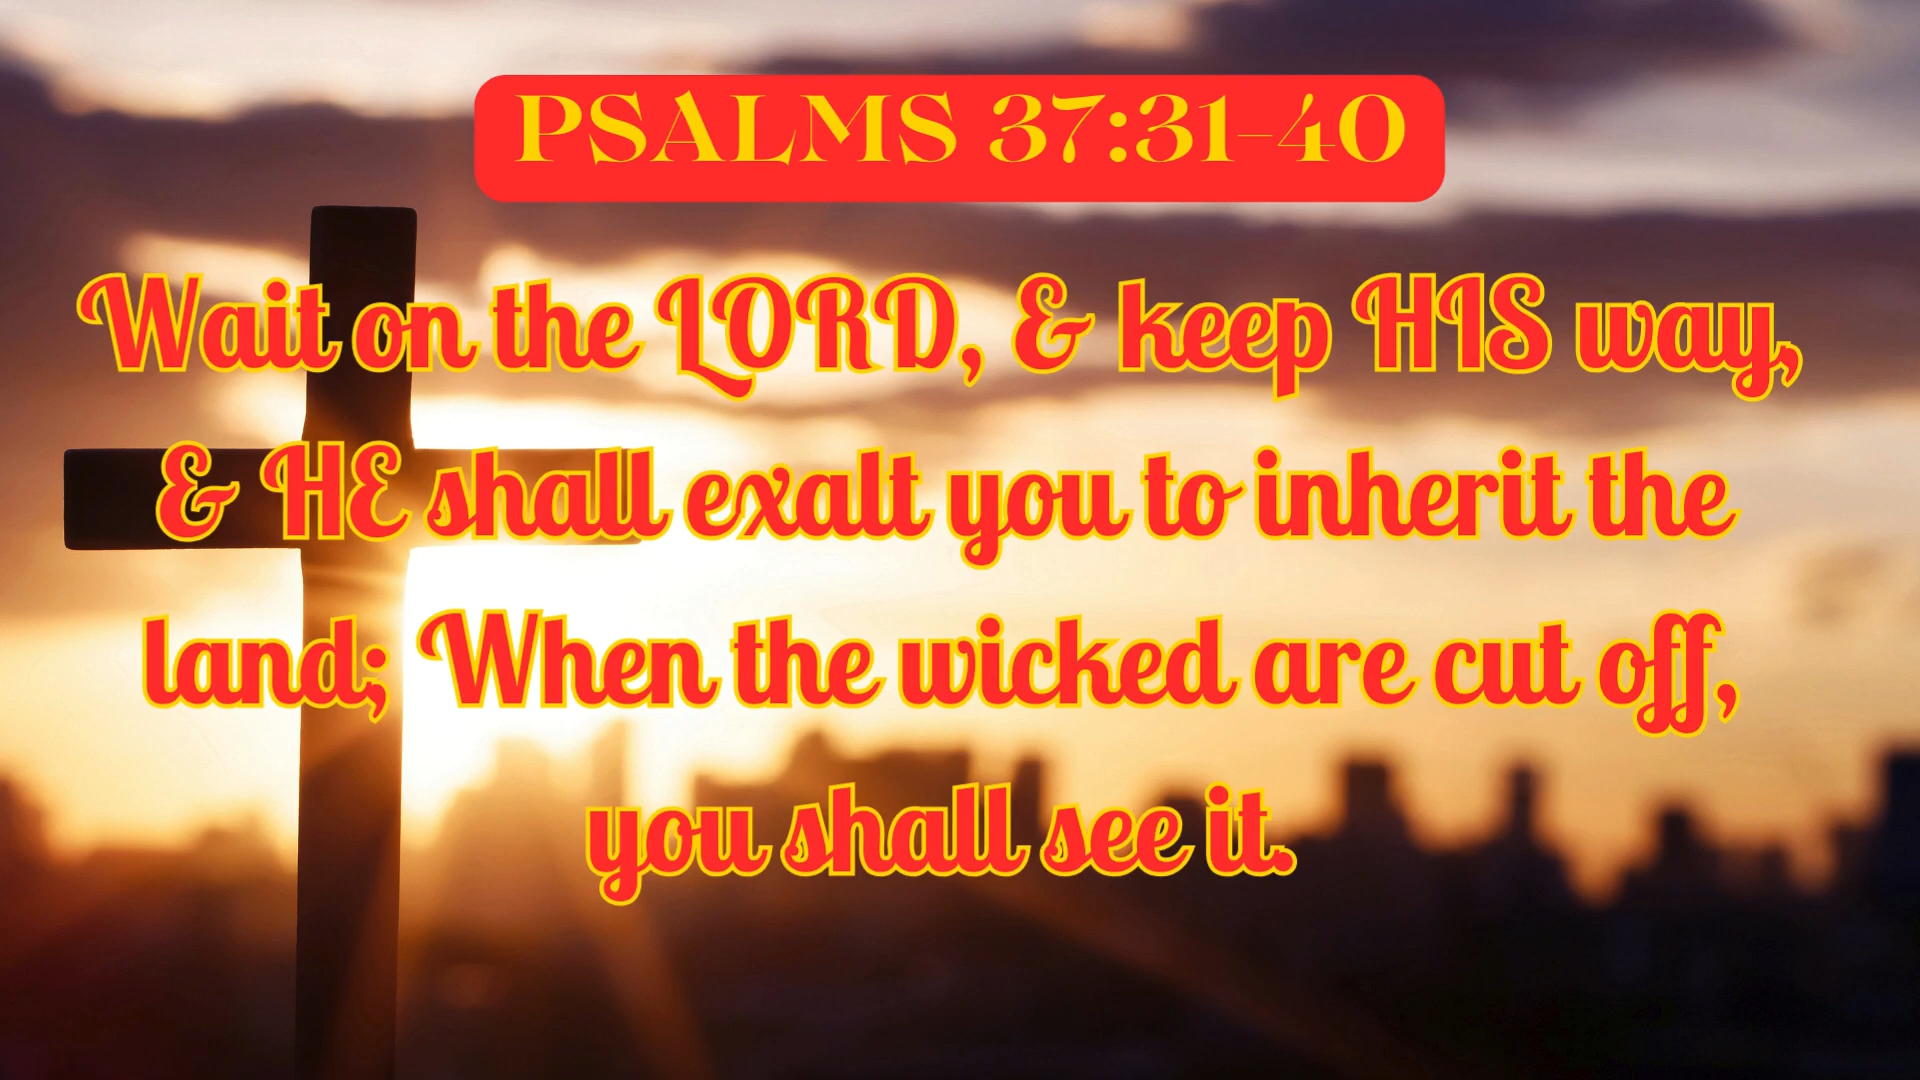 PSALMS 37:31-40
Wait on the LORD, & keep HIS way,
& HE shall exalt you to inherit the
land; When the wicked are cut off,
you shall see it.